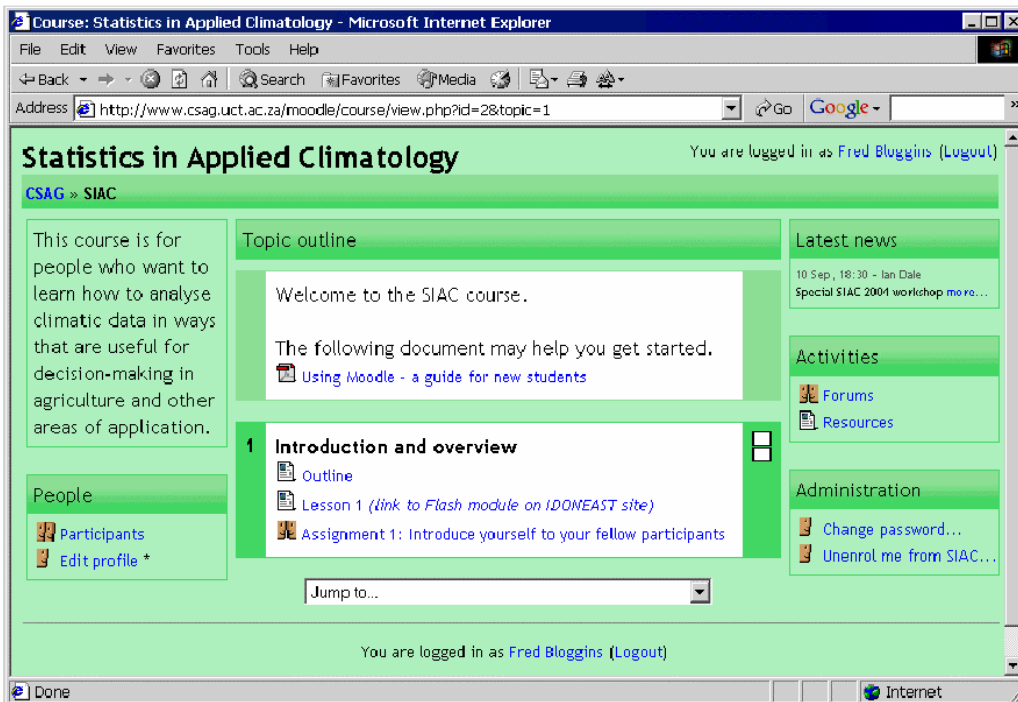 Course: Statistics in Applied Climatology - Microsoft Internet Explorer
File Edit View Favorites Tools Help
Back Search Favorites Media
Address http://www.csag.uct.ac.za/moodle/course/view.php?id=2&topic=1 Go Google
Statistics in Applied Climatology
You are logged in as Fred Bloggins (Logout)
CSAG » SIAC
This course is for
people who want to
learn how to analyse
climatic data in ways
that are useful for
decision-making in
agriculture and other
areas of application.
People
Participants
Edit profile *
Topic outline
Welcome to the SIAC course.
The following document may help you get started.
Using Moodle - a guide for new students
1 Introduction and overview
Outline
Lesson 1 (link to Flash module on IDONEAST site)
Assignment 1: Introduce yourself to your fellow participants
Jump to...
Latest news
10 Sep, 18:30 - Ian Dale
Special SIAC 2004 workshop more...
Activities
Forums
Resources
Administration
Change password...
Unenrol me from SIAC...
You are logged in as Fred Bloggins (Logout)
Done Internet